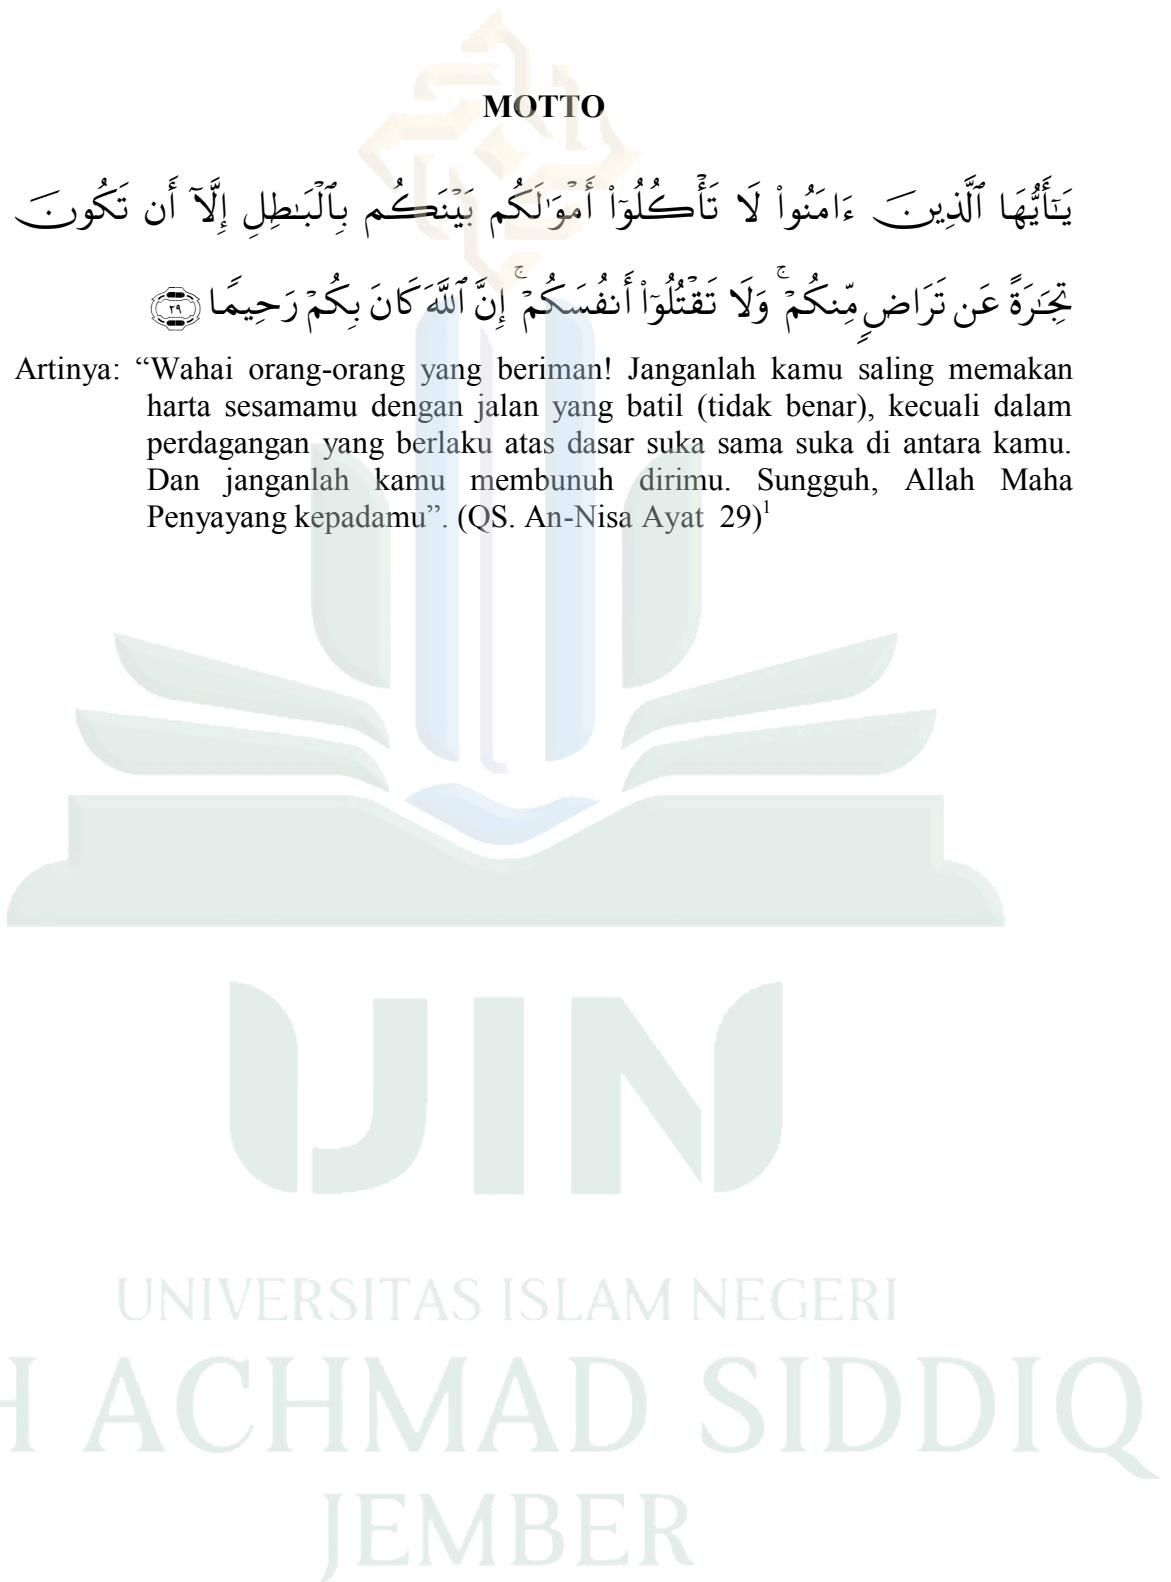 MOTTO
يَـٰٓأَيُّهَا ٱلَّذِينَ ءَامَنُوا۟ لَا تَأْكُلُوٓا۟ أَمْوَٰلَكُم بَيْنَكُم بِٱلْبَـٰطِلِ إِلَّآ أَن تَكُونَ
تِجَـٰرَةً عَن تَرَاضٍ مِّنكُمْ ۚ وَلَا تَقْتُلُوٓا۟ أَنفُسَكُمْ ۚ إِنَّ ٱللَّهَ كَانَ بِكُمْ رَحِيمًا ٢٩
Artinya: “Wahai orang-orang yang beriman! Janganlah kamu saling memakan
harta sesamamu dengan jalan yang batil (tidak benar), kecuali dalam
perdagangan yang berlaku atas dasar suka sama suka di antara kamu.
Dan janganlah kamu membunuh dirimu. Sungguh, Allah Maha
Penyayang kepadamu”. (QS. An-Nisa Ayat 29)¹
UIN
UNIVERSITAS ISLAM NEGERI
H ACHMAD SIDDIQ
JEMBER